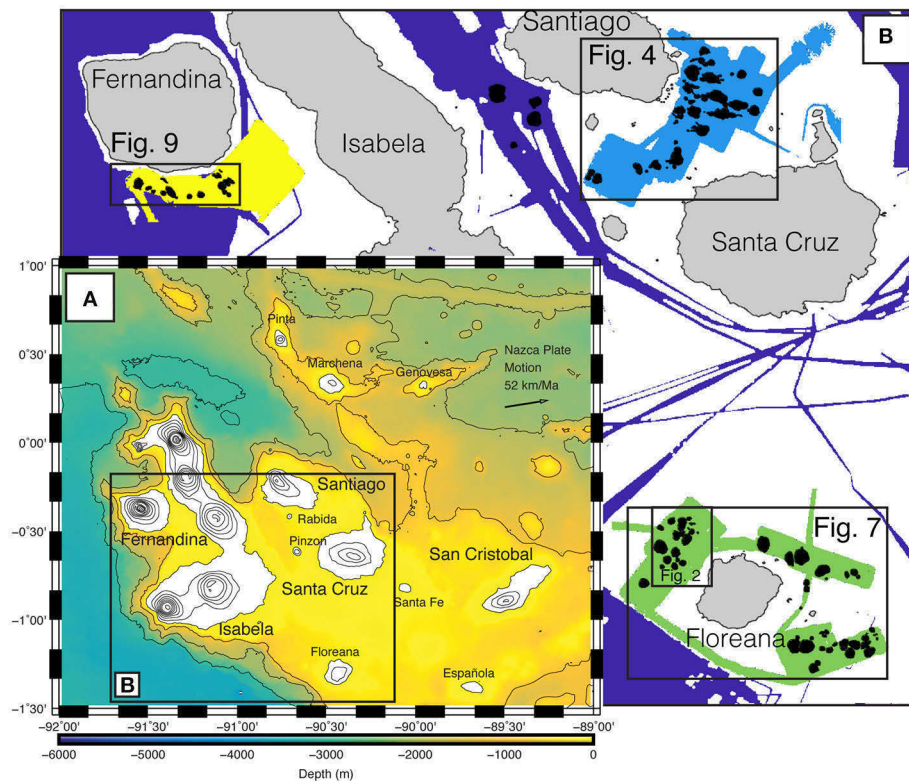 Santiago
B
Fig. 4
Fernandina
Fig. 9
Isabela
Santa Cruz
1°00'
A
Pinta
Marchena
Genovesa
Nazca Plate
Motion
52 km/Ma
0°30'
0°00'
Santiago
Rabida
Fernandina
Pinzon
San Cristobal
−0°30'
Santa Cruz
Santa Fe
−1°00'
Isabela
Floreana
Española
B
−1°30'
−92°00' −91°30' −91°00' −90°30' −90°00' −89°30' −89°00'
−6000 −5000 −4000 −3000 −2000 −1000 0
Depth (m)
Fig. 7
Fig. 2
Floreana